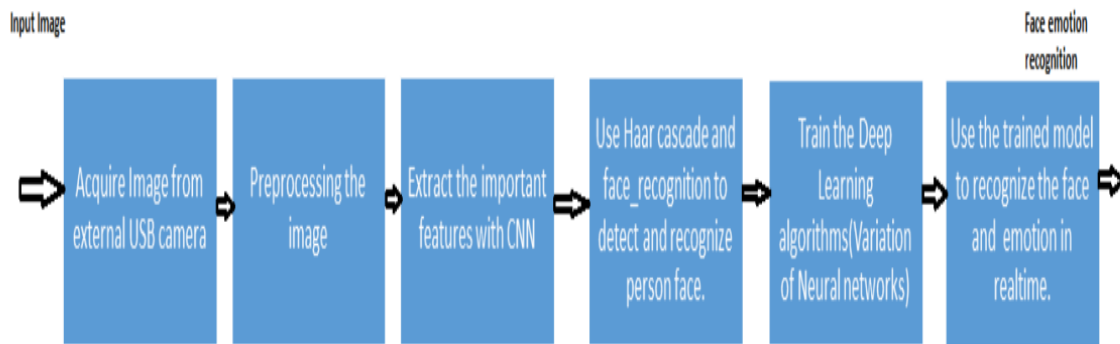 Input Image
Face emotion
recognition
Acquire Image from
external USB camera
Preprocessing the
image
Extract the important
features with CNN
Use Haar cascade and
face_recognition to
detect and recognize
person face.
Train the Deep
Learning
algorithms(Variation
of Neural networks)
Use the trained model
to recognize the face
and emotion in
realtime.